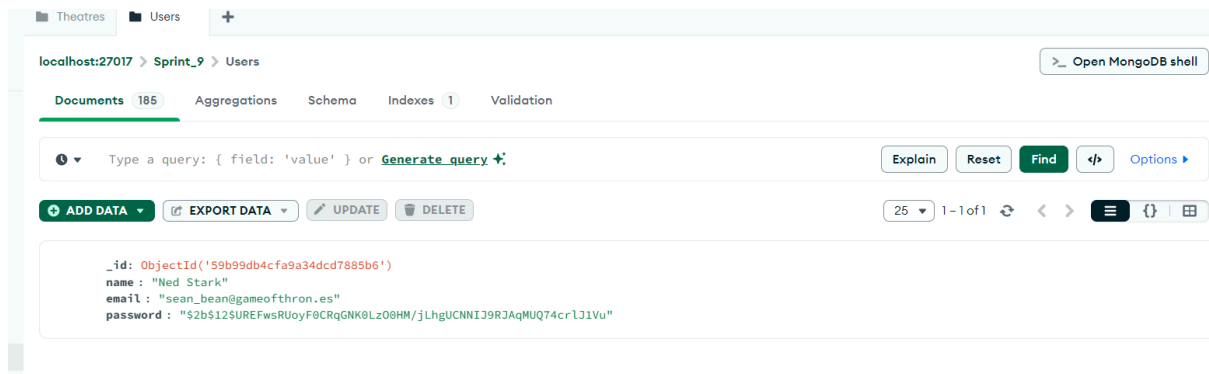 Theatres Users +
localhost:27017 > Sprint_9 > Users
>_ Open MongoDB shell
Documents 185 Aggregations Schema Indexes 1 Validation
Type a query: { field: 'value' } or Generate query
Explain Reset Find </> Options
ADD DATA EXPORT DATA UPDATE DELETE
25 1–1 of 1 {}
_id: ObjectId('59b99db4cfa9a34dcd7885b6')
name : "Ned Stark"
email : "sean_bean@gameofthron.es"
password : "$2b$12$UREFwsRUoyF0CRqGNK0LzO0HM/jLhgUCNNIJ9RJAqMUQ74crlJ1Vu"